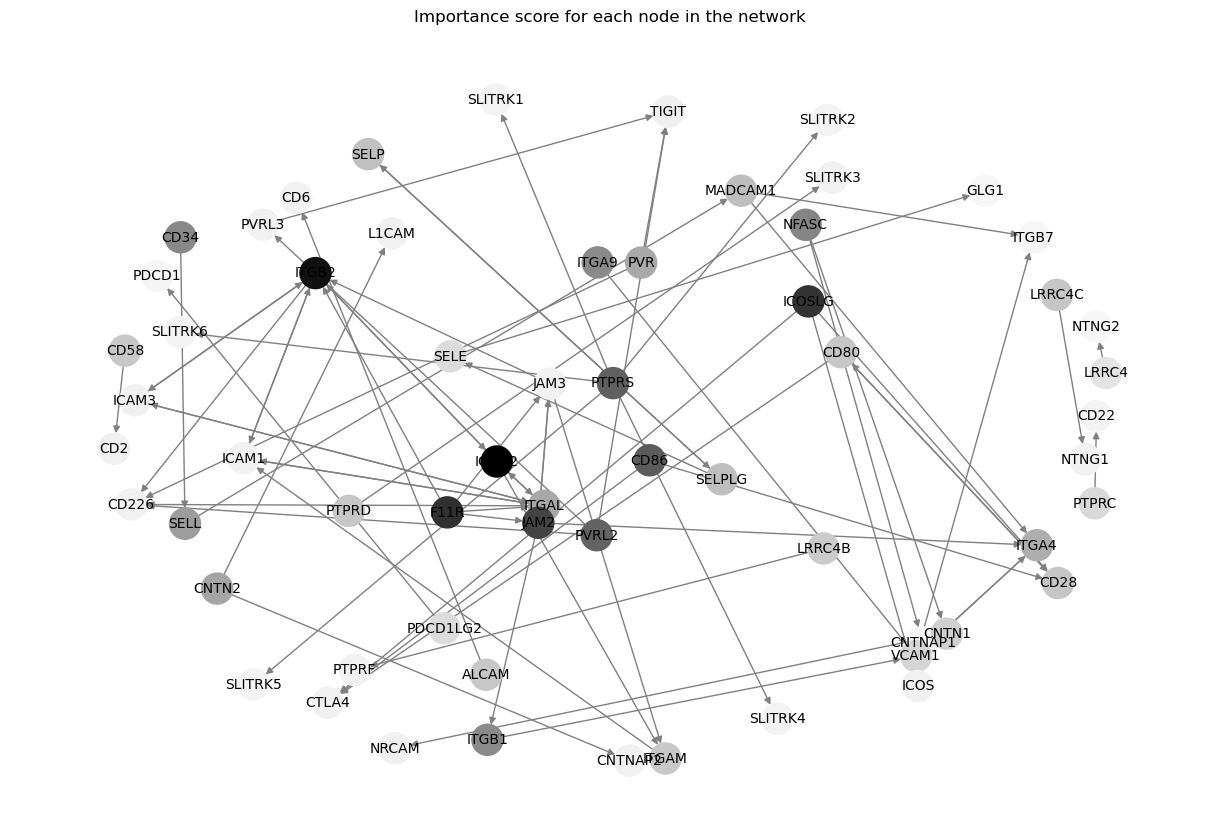 Importance score for each node in the network
SLITRK1
TIGIT
SLITRK2
SELP
SLITRK3
MADCAM1
GLG1
CD6
PVRL3
NFASC
L1CAM
CD34
ITGB7
ITGA9
PVR
PDCD1
ITGB2
LRRC4C
ICOSLG
NTNG2
SLITRK6
CD58
CD80
SELE
LRRC4
JAM3
PTPRS
ICAM3
CD22
CD2
ICAM1
CD86
NTNG1
SELPLG
CD226
PTPRC
ITGAL
PTPRD
F11R
JAM2
SELL
PVRL2
ITGA4
LRRC4B
CD28
CNTN2
PDCD1LG2
CNTN1
CNTNAP1
VCAM1
PTPRF
ALCAM
SLITRK5
ICOS
CTLA4
SLITRK4
ITGB1
NRCAM
CNTNAP2
ITGAM